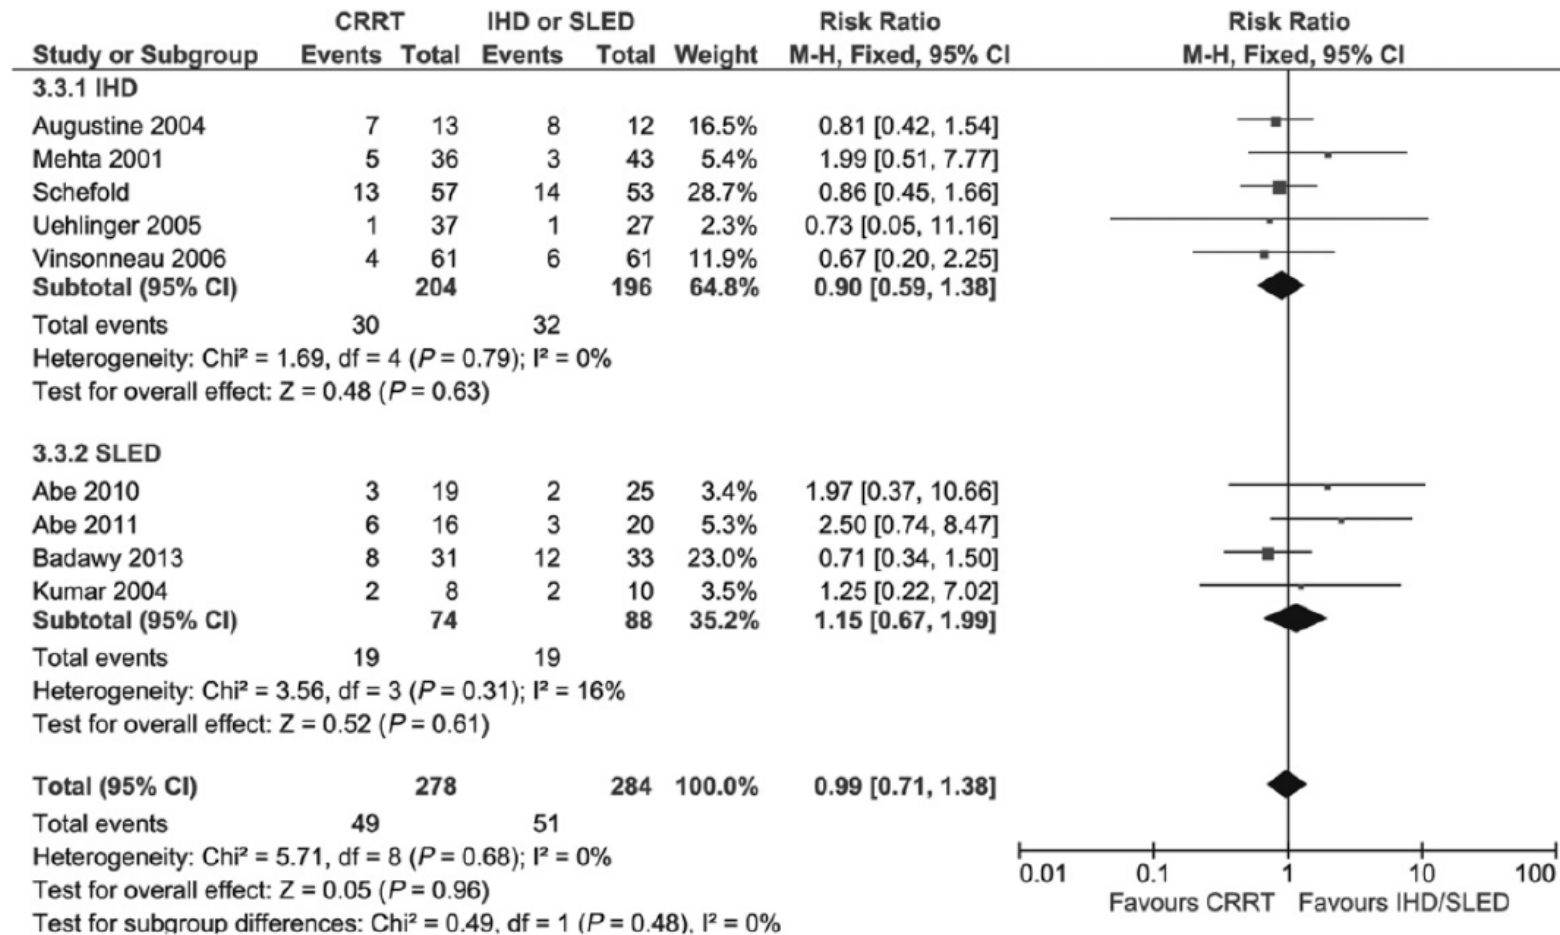 CRRT IHD or SLED Risk Ratio Risk Ratio
Study or Subgroup Events Total Events Total Weight M-H, Fixed, 95% CI M-H, Fixed, 95% CI
3.3.1 IHD
Augustine 2004 7 13 8 12 16.5% 0.81 [0.42, 1.54]
Mehta 2001 5 36 3 43 5.4% 1.99 [0.51, 7.77]
Schefold 13 57 14 53 28.7% 0.86 [0.45, 1.66]
Uehlinger 2005 1 37 1 27 2.3% 0.73 [0.05, 11.16]
Vinsonneau 2006 4 61 6 61 11.9% 0.67 [0.20, 2.25]
Subtotal (95% CI) 204 196 64.8% 0.90 [0.59, 1.38]
Total events 30 32
Heterogeneity: Chi² = 1.69, df = 4 (P = 0.79); I² = 0%
Test for overall effect: Z = 0.48 (P = 0.63)
3.3.2 SLED
Abe 2010 3 19 2 25 3.4% 1.97 [0.37, 10.66]
Abe 2011 6 16 3 20 5.3% 2.50 [0.74, 8.47]
Badawy 2013 8 31 12 33 23.0% 0.71 [0.34, 1.50]
Kumar 2004 2 8 2 10 3.5% 1.25 [0.22, 7.02]
Subtotal (95% CI) 74 88 35.2% 1.15 [0.67, 1.99]
Total events 19 19
Heterogeneity: Chi² = 3.56, df = 3 (P = 0.31); I² = 16%
Test for overall effect: Z = 0.52 (P = 0.61)
Total (95% CI) 278 284 100.0% 0.99 [0.71, 1.38]
Total events 49 51
Heterogeneity: Chi² = 5.71, df = 8 (P = 0.68); I² = 0%
Test for overall effect: Z = 0.05 (P = 0.96)
Test for subgroup differences: Chi² = 0.49, df = 1 (P = 0.48), I² = 0%
0.01 0.1 1 10 100
Favours CRRT Favours IHD/SLED